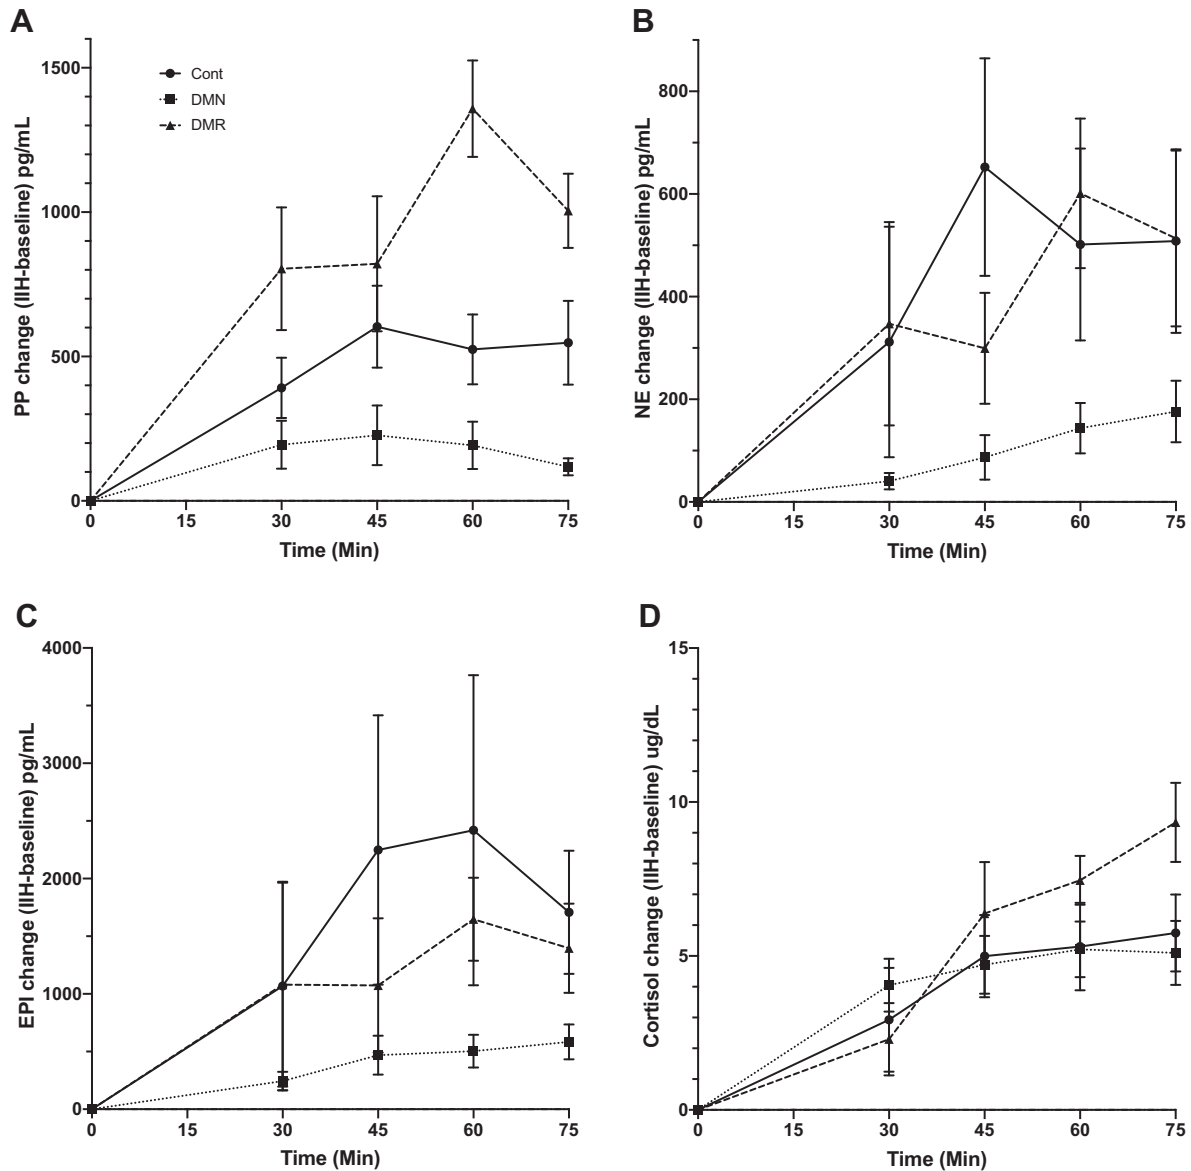 A
PP change (IIH-baseline) pg/mL
1500
1000
500
0
Cont
DMN
DMR
0 15 30 45 60 75
Time (Min)
B
NE change (IIH-baseline) pg/mL
800
600
400
200
0
0 15 30 45 60 75
Time (Min)
C
EPI change (IIH-baseline) pg/mL
4000
3000
2000
1000
0
0 15 30 45 60 75
Time (Min)
D
Cortisol change (IIH-baseline) ug/dL
15
10
5
0
0 15 30 45 60 75
Time (Min)